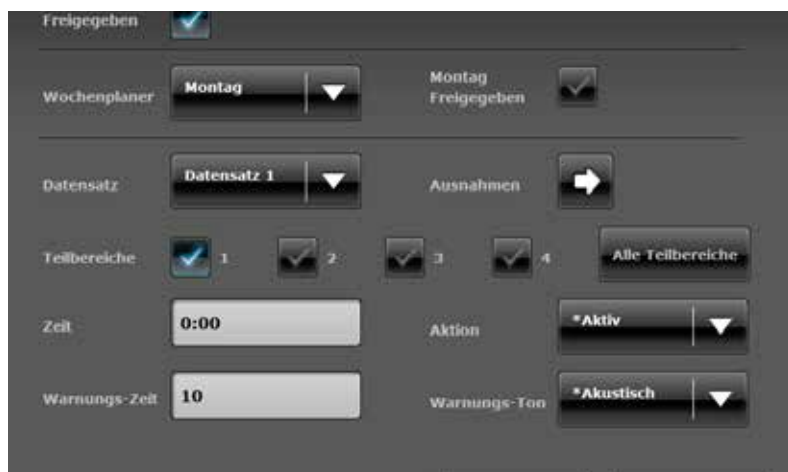 Freigegeben
Wochenplaner Montag Montag Freigegeben
Datensatz Datensatz 1 Ausnahmen
Teilbereiche 1 2 3 4 Alle Teilbereiche
Zeit 0:00 Aktion *Aktiv
Warnungs-Zeit 10 Warnungs-Ton *Akustisch